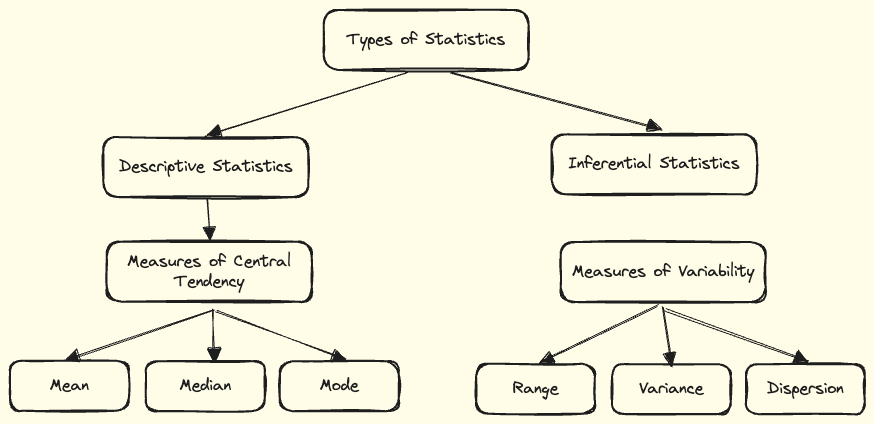 Types of Statistics
Descriptive Statistics
Inferential Statistics
Measures of Central
Tendency
Measures of Variability
Mean
Median
Mode
Range
Variance
Dispersion